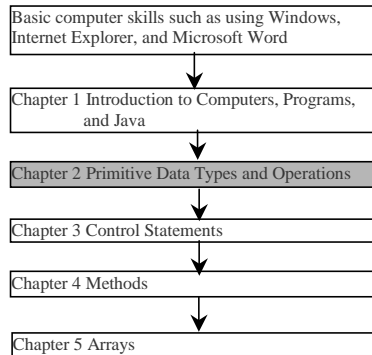 Basic computer skills such as using Windows,
Internet Explorer, and Microsoft Word
Chapter 1 Introduction to Computers, Programs,
and Java
Chapter 2 Primitive Data Types and Operations
Chapter 3 Control Statements
Chapter 4 Methods
Chapter 5 Arrays